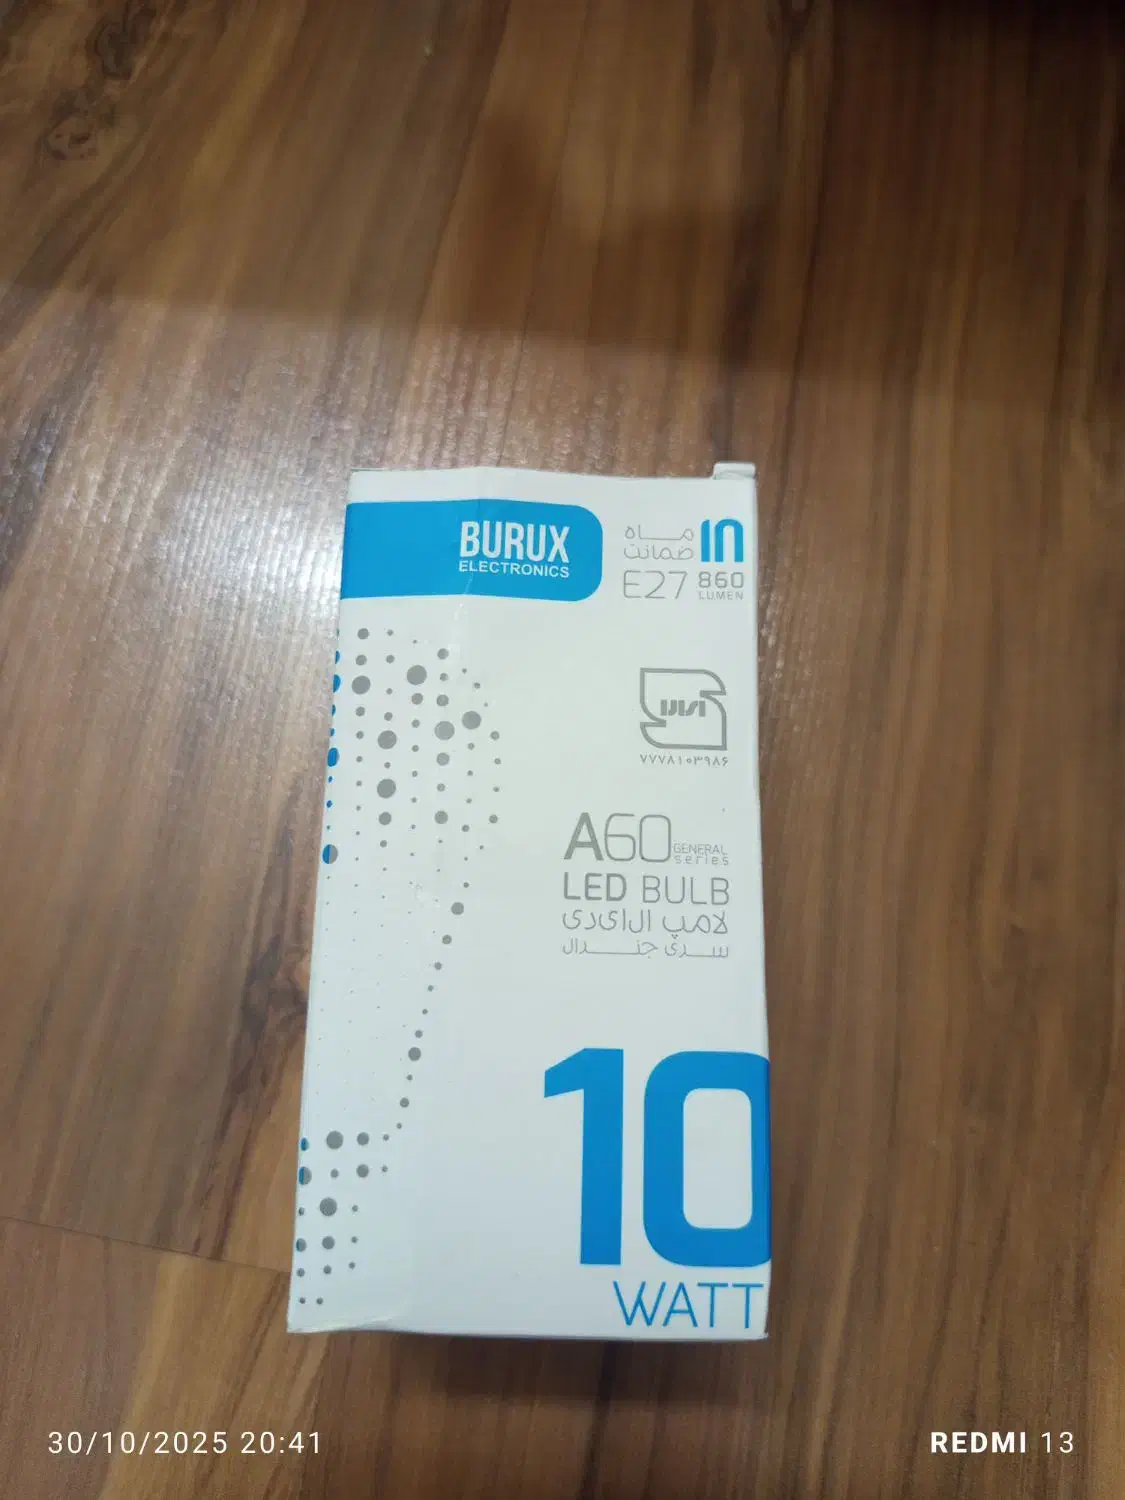 BURUX
ELECTRONICS
۱۸ ماه
ضمانت
E27 860
LUMEN
۷۷۷۸۱۰۳۹۸۶
A60 GENERAL
series
LED BULB
لامپ ال‌ای‌دی
سری جنرال
10
WATT
30/10/2025 20:41
REDMI 13